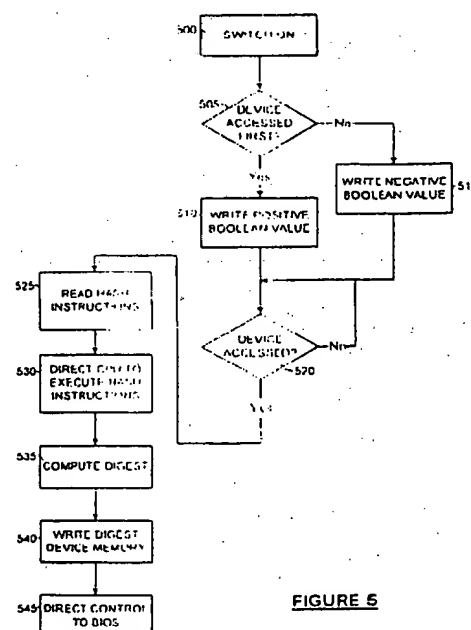 500
SWITCH ON
505
DEVICE
ACCESSED
FIRST?
No
Yes
510
WRITE POSITIVE
BOOLEAN VALUE
WRITE NEGATIVE
BOOLEAN VALUE
51
525
READ HASH
INSTRUCTIONS
DEVICE
ACCESSED?
No
520
Yes
530
DIRECT CPU TO
EXECUTE HASH
INSTRUCTIONS
535
COMPUTE DIGEST
540
WRITE DIGEST
DEVICE MEMORY
545
DIRECT CONTROL
TO BIOS
FIGURE 5